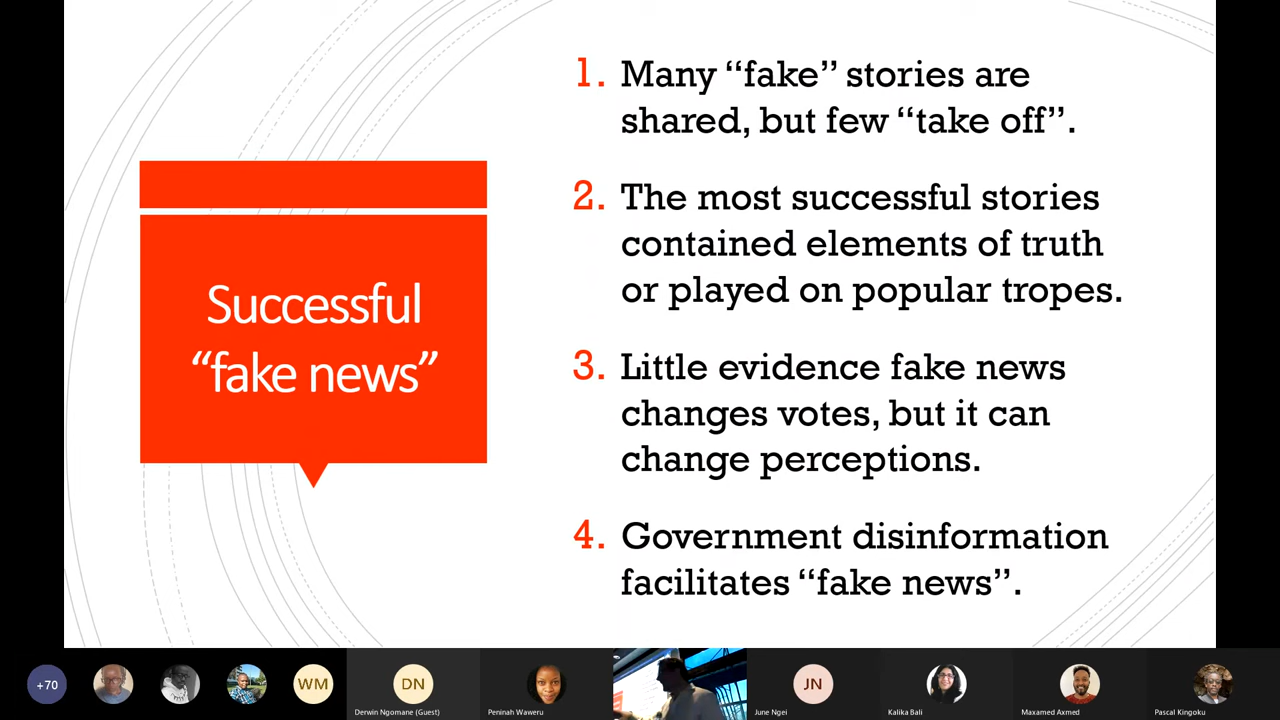 Successful
“fake news”
1. Many “fake” stories are
shared, but few “take off”.
2. The most successful stories
contained elements of truth
or played on popular tropes.
3. Little evidence fake news
changes votes, but it can
change perceptions.
4. Government disinformation
facilitates “fake news”.
+70
WM
DN
JN
Derwin Ngomane (Guest)
Peninah Waweru
June Ngei
Kalika Bali
Maxamed Axmed
Pascal Kingoku